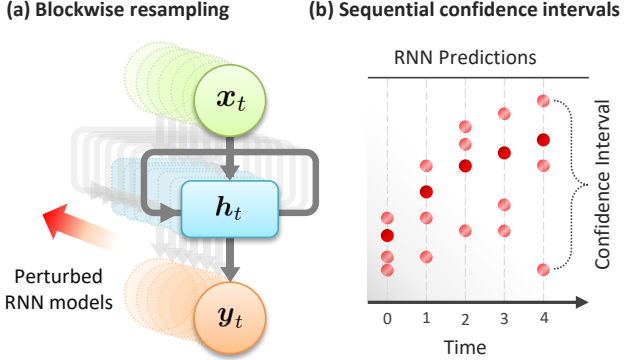 (a) Blockwise resampling
x_t
h_t
y_t
Perturbed
RNN models
(b) Sequential confidence intervals
RNN Predictions
Confidence Interval
0 1 2 3 4
Time